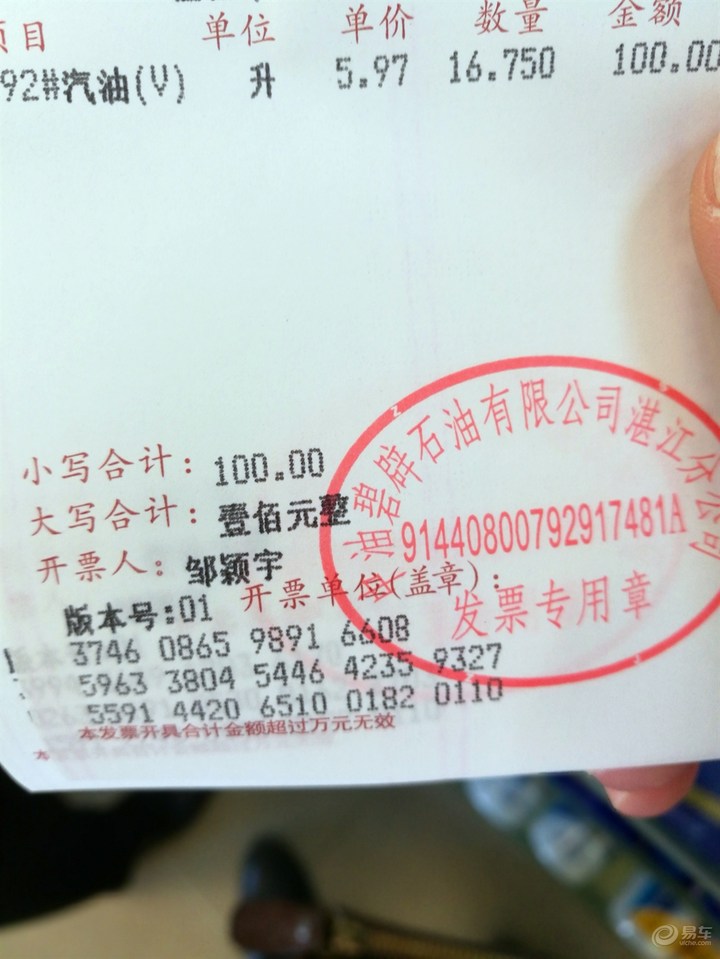 项目 单位 单价 数量 金额
92#汽油(V) 升 5.97 16.750 100.00
小写合计: 100.00
大写合计: 壹佰元整
开票人: 邹颖宇
开票单位(盖章):
版本号:01
3746 0865 9891 6608
5963 3804 5446 4235 9327
5591 4420 6510 0182 0110
本发票开具合计金额超过万元无效
油碧辟石油有限公司湛江分公司
91440800792917481A
发票专用章
易车
yiche.com